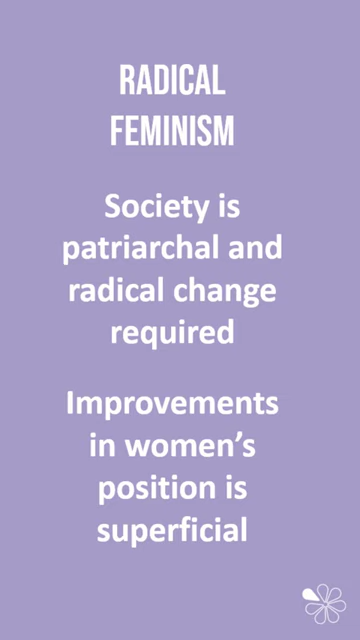 RADICAL
FEMINISM
Society is
patriarchal and
radical change
required
Improvements
in women’s
position is
superficial